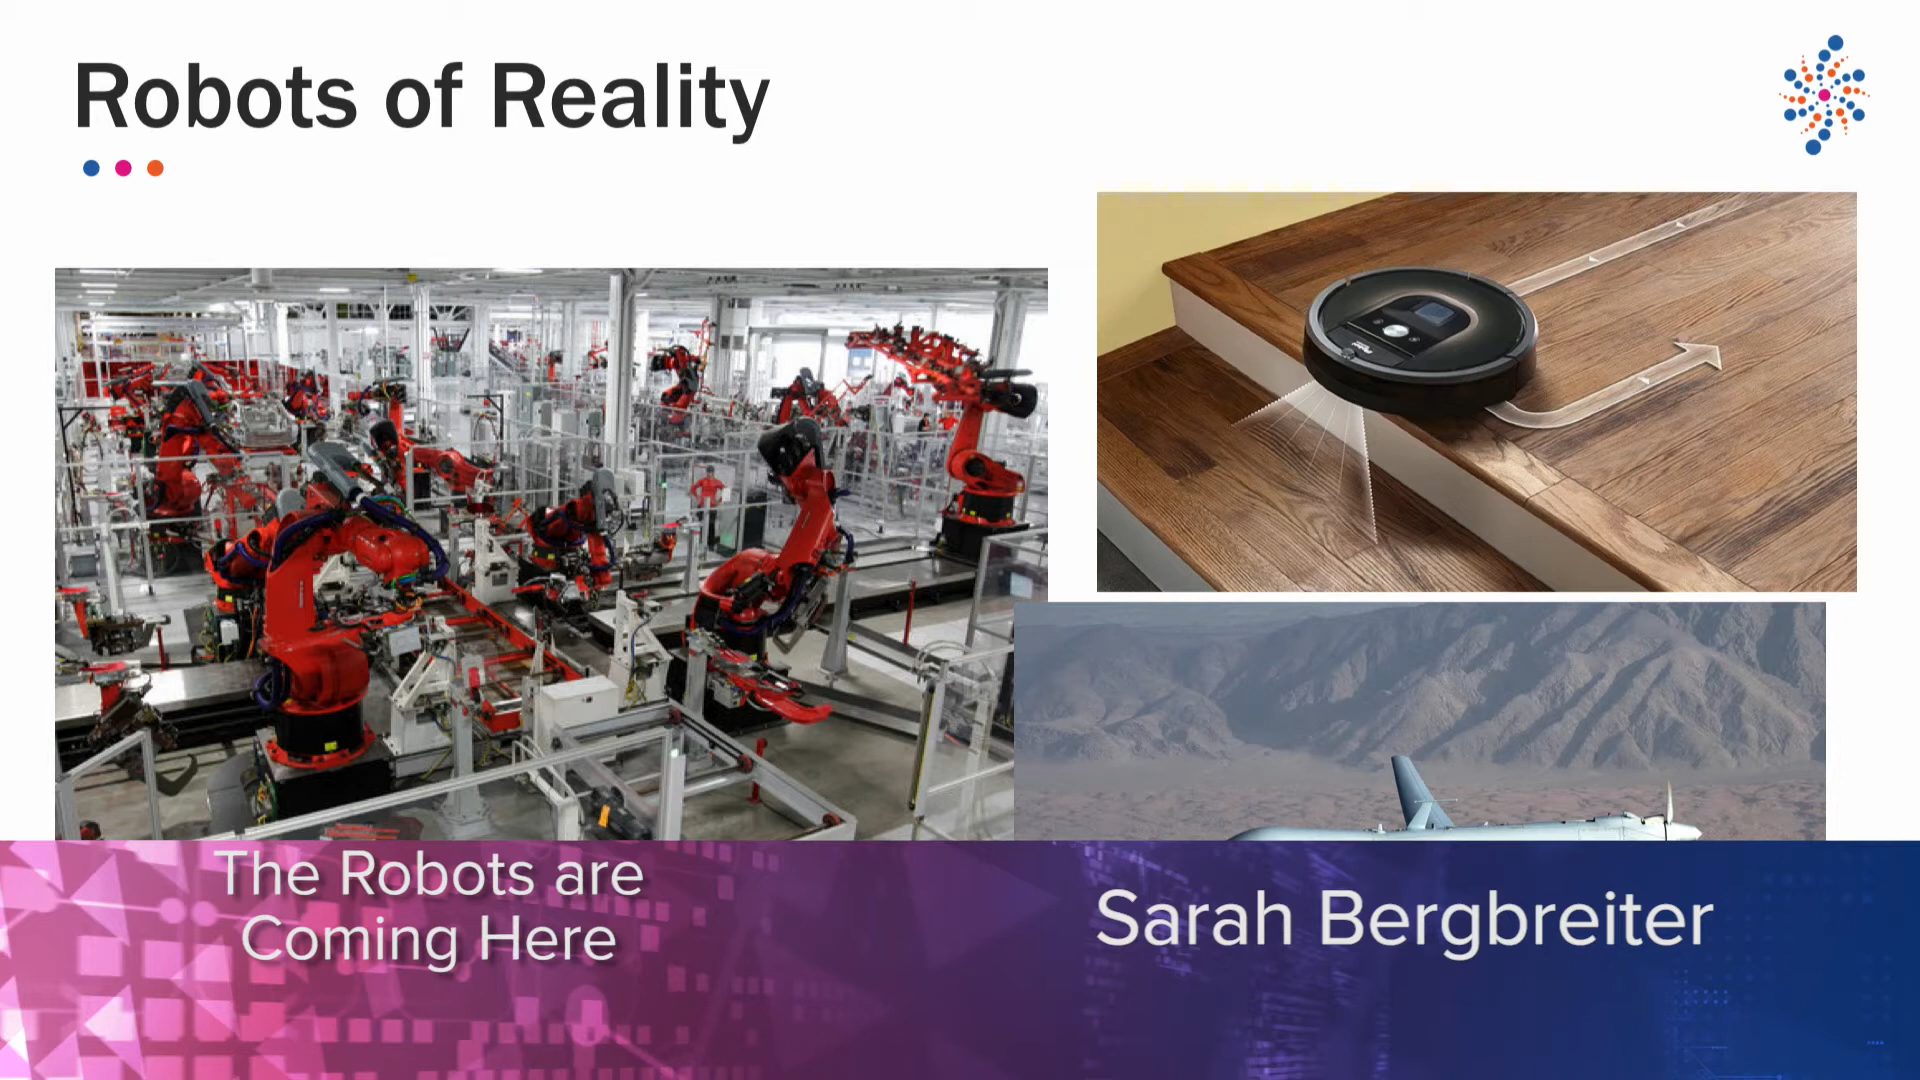 Robots of Reality
The Robots are
Coming Here
Sarah Bergbreiter